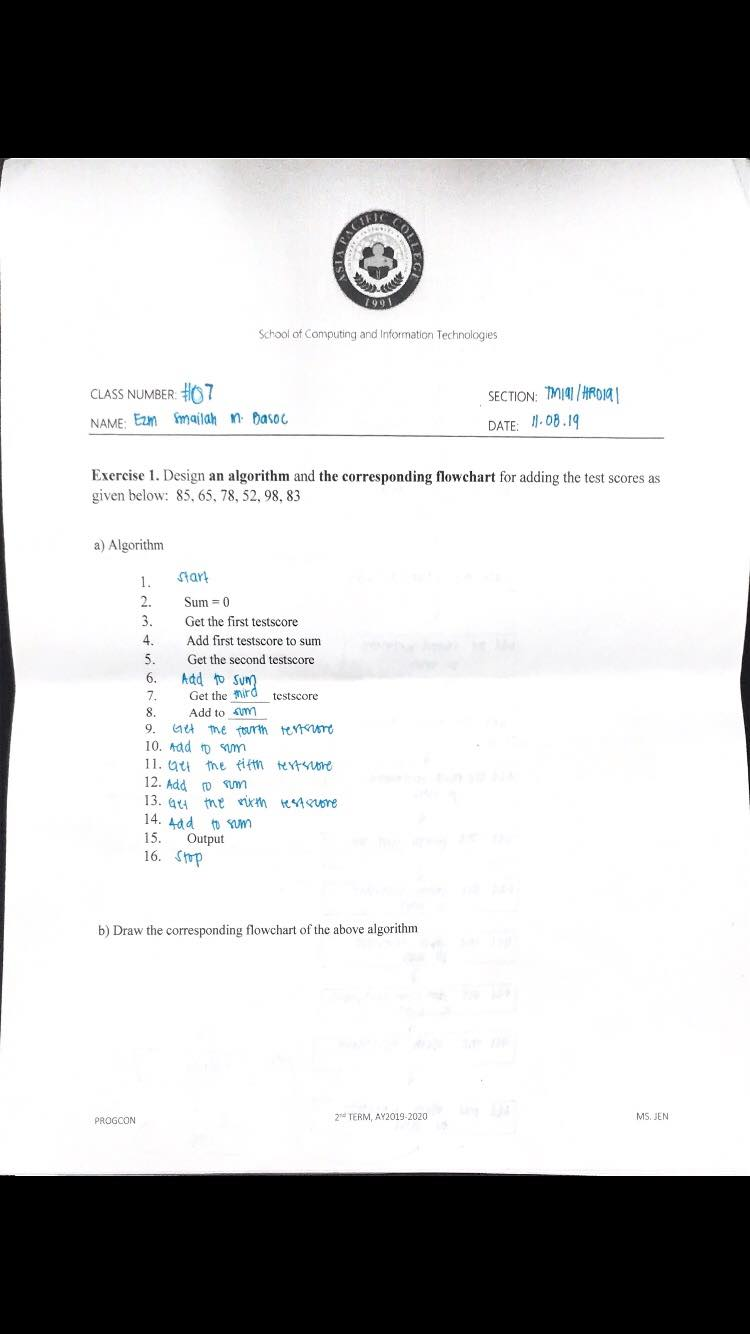 ASIA PACIFIC COLLEGE
1991
School of Computing and Information Technologies
CLASS NUMBER: #07
SECTION: TM191/HRD191
NAME: Ezm Smailah M. Basoc
DATE: 11.08.19
Exercise 1. Design an algorithm and the corresponding flowchart for adding the test scores as
given below: 85, 65, 78, 52, 98, 83
a) Algorithm
1. Start
2. Sum = 0
3. Get the first testscore
4. Add first testscore to sum
5. Get the second testscore
6. Add to sum
7. Get the third testscore
8. Add to sum
9. Get the fourth testscore
10. Add to sum
11. Get the fifth testscore
12. Add to sum
13. Get the sixth testscore
14. Add to sum
15. Output
16. Stop
b) Draw the corresponding flowchart of the above algorithm
PROGCON
2nd TERM, AY2019-2020
MS. JEN